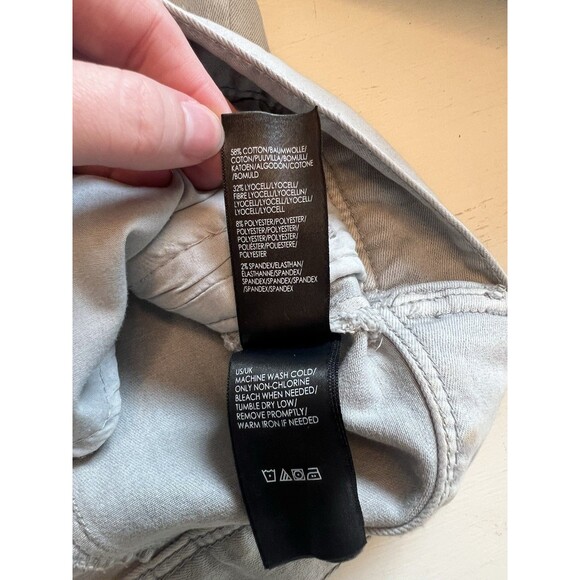 58% COTTON/BAUMWOLLE/
COTON/PUUVILLA/BOMULL/
KATOEN/ALGODÓN/COTONE
/BOMULD
32% LYOCELL/LYOCELL/
FIBRE LYOCELL/LYOCELLIN/
LYOCELL/LYOCELL/LYOCELL/
LYOCELL/LYOCELL
8% POLYESTER/POLYESTER/
POLYESTER/POLYESTERI/
POLYESTER/POLYESTER/
POLIÉSTER/POLIESTERE/
POLYESTER
2% SPANDEX/ELASTHAN/
ÉLASTHANNE/SPANDEX/
SPANDEX/SPANDEX/SPANDEX
/SPANDEX/SPANDEX
US/UK
MACHINE WASH COLD/
ONLY NON-CHLORINE
BLEACH WHEN NEEDED/
TUMBLE DRY LOW/
REMOVE PROMPTLY/
WARM IRON IF NEEDED